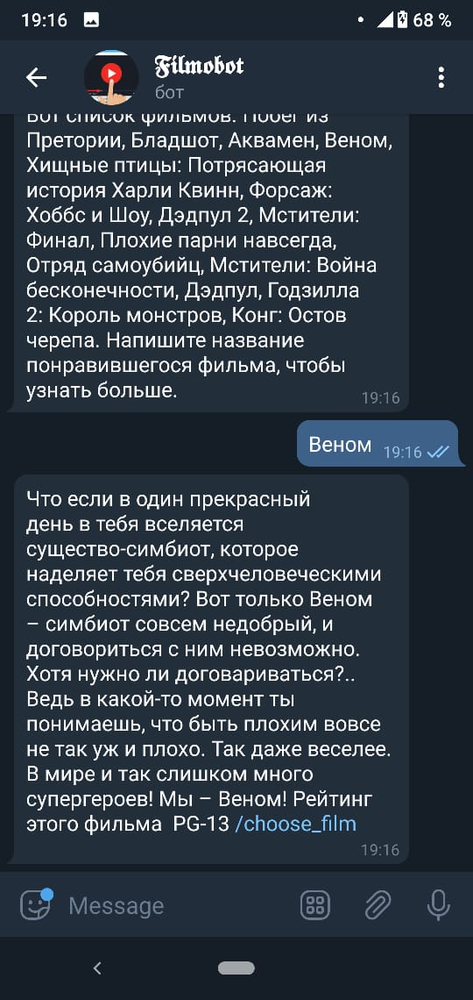 19:16
68 %
Filmobot
бот
Вот список фильмов: Побег из
Претории, Бладшот, Аквамен, Веном,
Хищные птицы: Потрясающая
история Харли Квинн, Форсаж:
Хоббс и Шоу, Дэдпул 2, Мстители:
Финал, Плохие парни навсегда,
Отряд самоубийц, Мстители: Война
бесконечности, Дэдпул, Годзилла
2: Король монстров, Конг: Остов
черепа. Напишите название
понравившегося фильма, чтобы
узнать больше.
19:16
Веном
19:16
Что если в один прекрасный
день в тебя вселяется
существо-симбиот, которое
наделяет тебя сверхчеловеческими
способностями? Вот только Веном
– симбиот совсем недобрый, и
договориться с ним невозможно.
Хотя нужно ли договариваться?..
Ведь в какой-то момент ты
понимаешь, что быть плохим вовсе
не так уж и плохо. Так даже веселее.
В мире и так слишком много
супергероев! Мы – Веном! Рейтинг
этого фильма  PG-13 /choose_film
19:16
Message